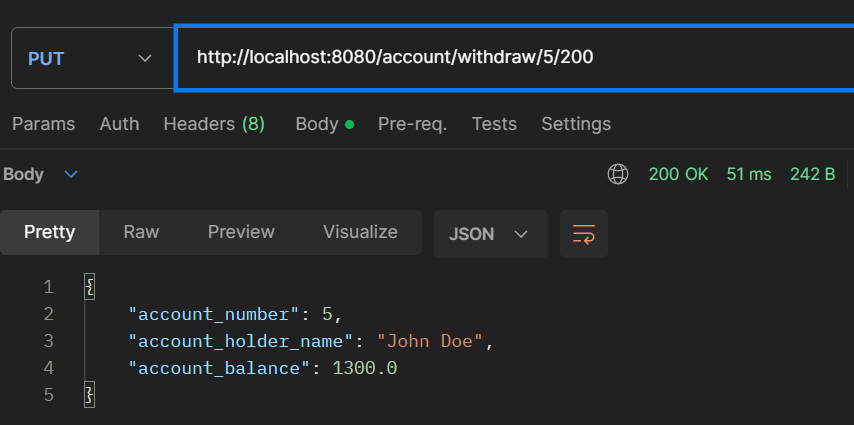 PUT http://localhost:8080/account/withdraw/5/200
Params Auth Headers (8) Body Pre-req. Tests Settings
Body 200 OK 51 ms 242 B
Pretty Raw Preview Visualize JSON
1 {
2 "account_number": 5,
3 "account_holder_name": "John Doe",
4 "account_balance": 1300.0
5 }